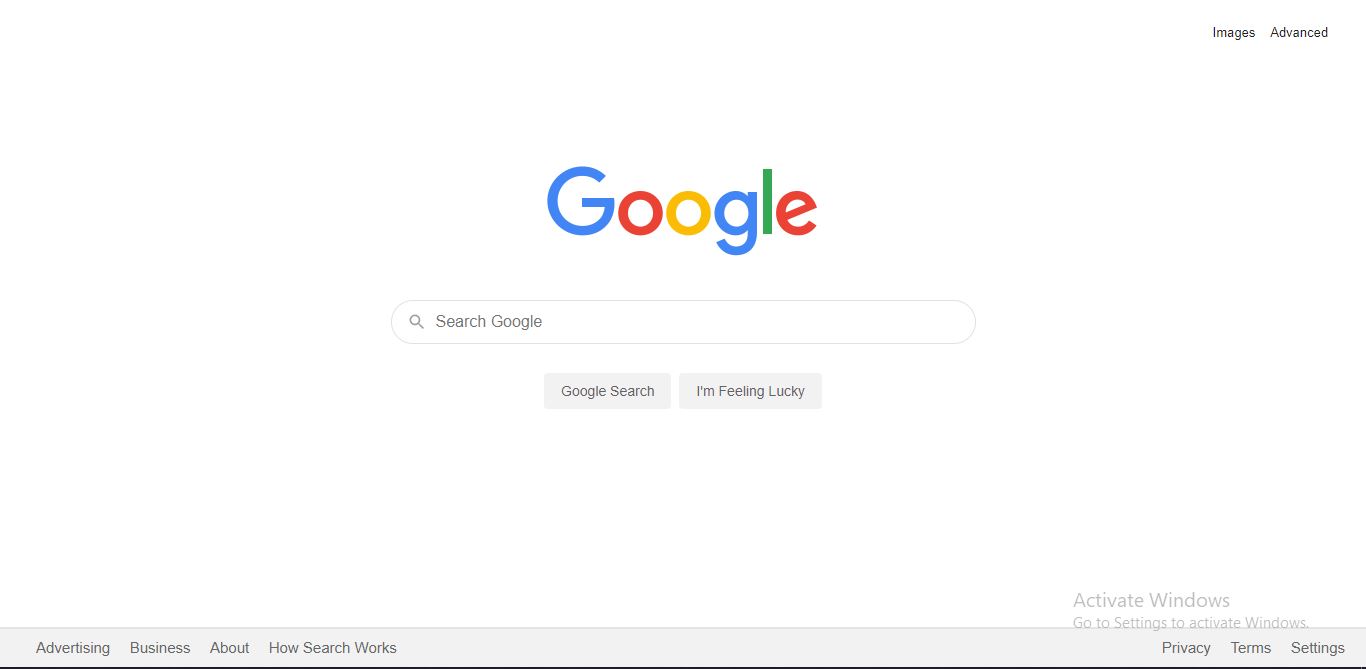 Images Advanced
Google
Search Google
Google Search I'm Feeling Lucky
Activate Windows
Go to Settings to activate Windows.
Advertising Business About How Search Works Privacy Terms Settings